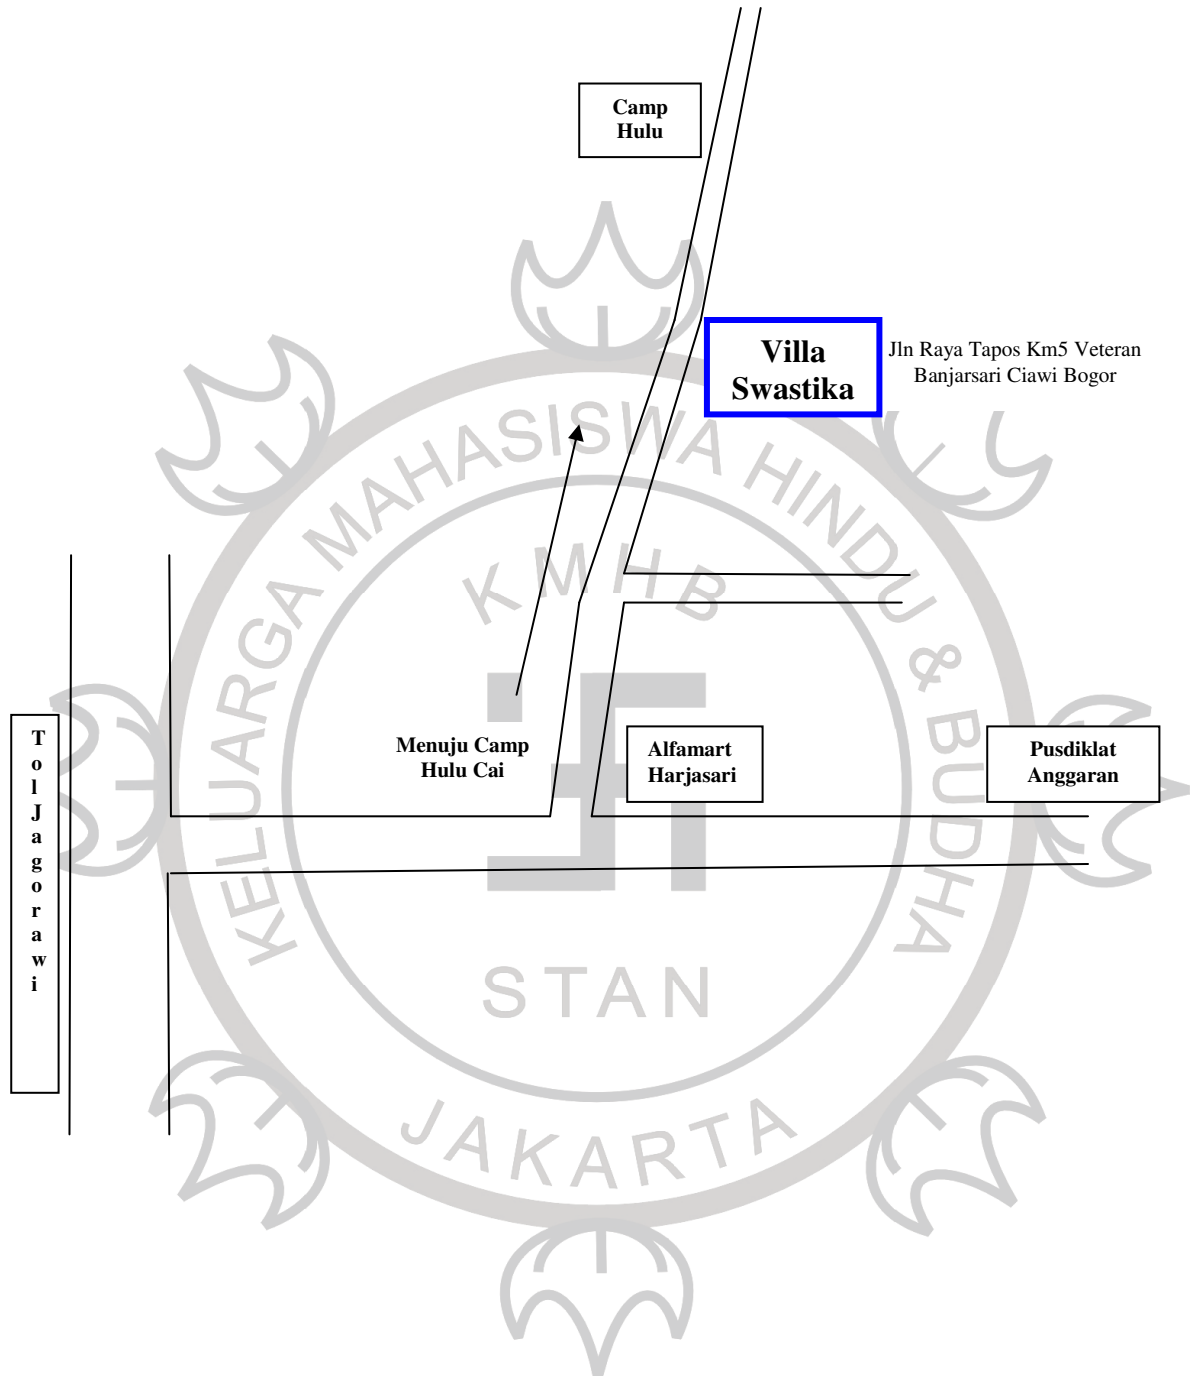 Camp
Hulu
Villa
Swastika
Jln Raya Tapos Km5 Veteran
Banjarsari Ciawi Bogor
KELUARGA MAHASISWA HINDU & BUDHA
KMHB
Menuju Camp
Hulu Cai
Alfamart
Harjasari
Pusdiklat
Anggaran
T
o
l
J
a
g
o
r
a
w
i
STAN
JAKARTA